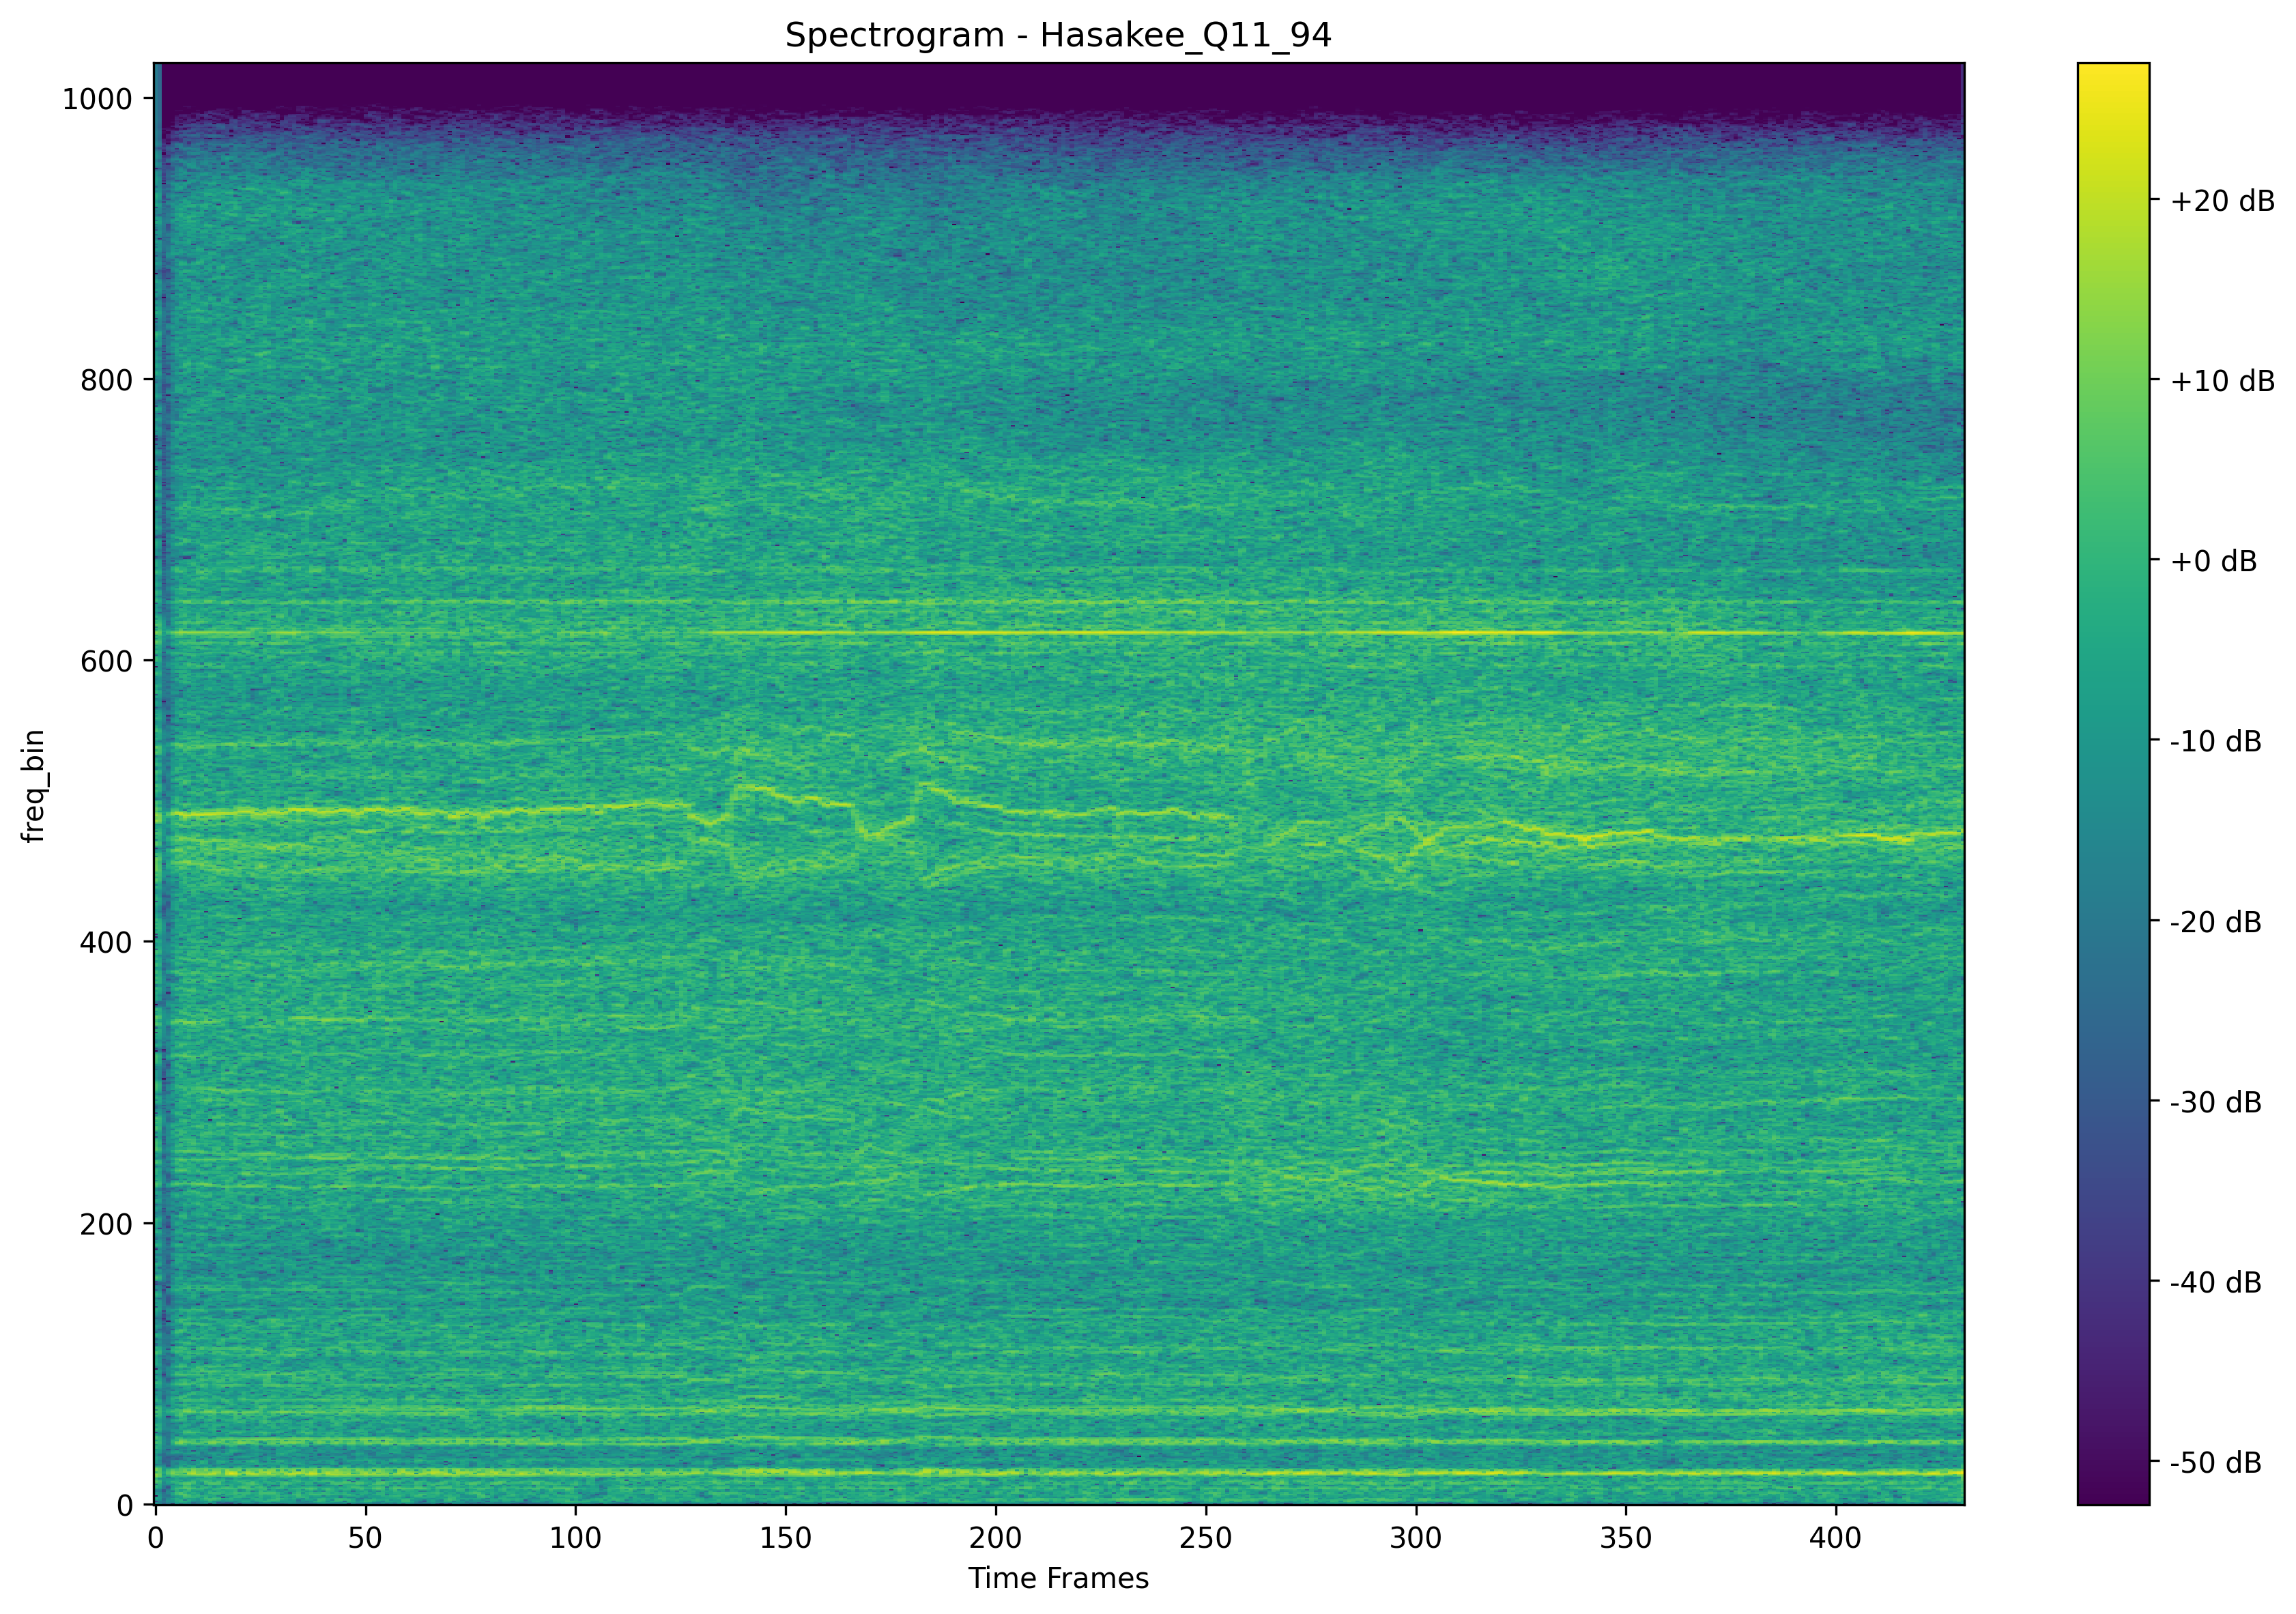 Spectrogram - Hasakee_Q11_94
1000
800
600
400
200
0
freq_bin
0 50 100 150 200 250 300 350 400
Time Frames
+20 dB
+10 dB
+0 dB
-10 dB
-20 dB
-30 dB
-40 dB
-50 dB